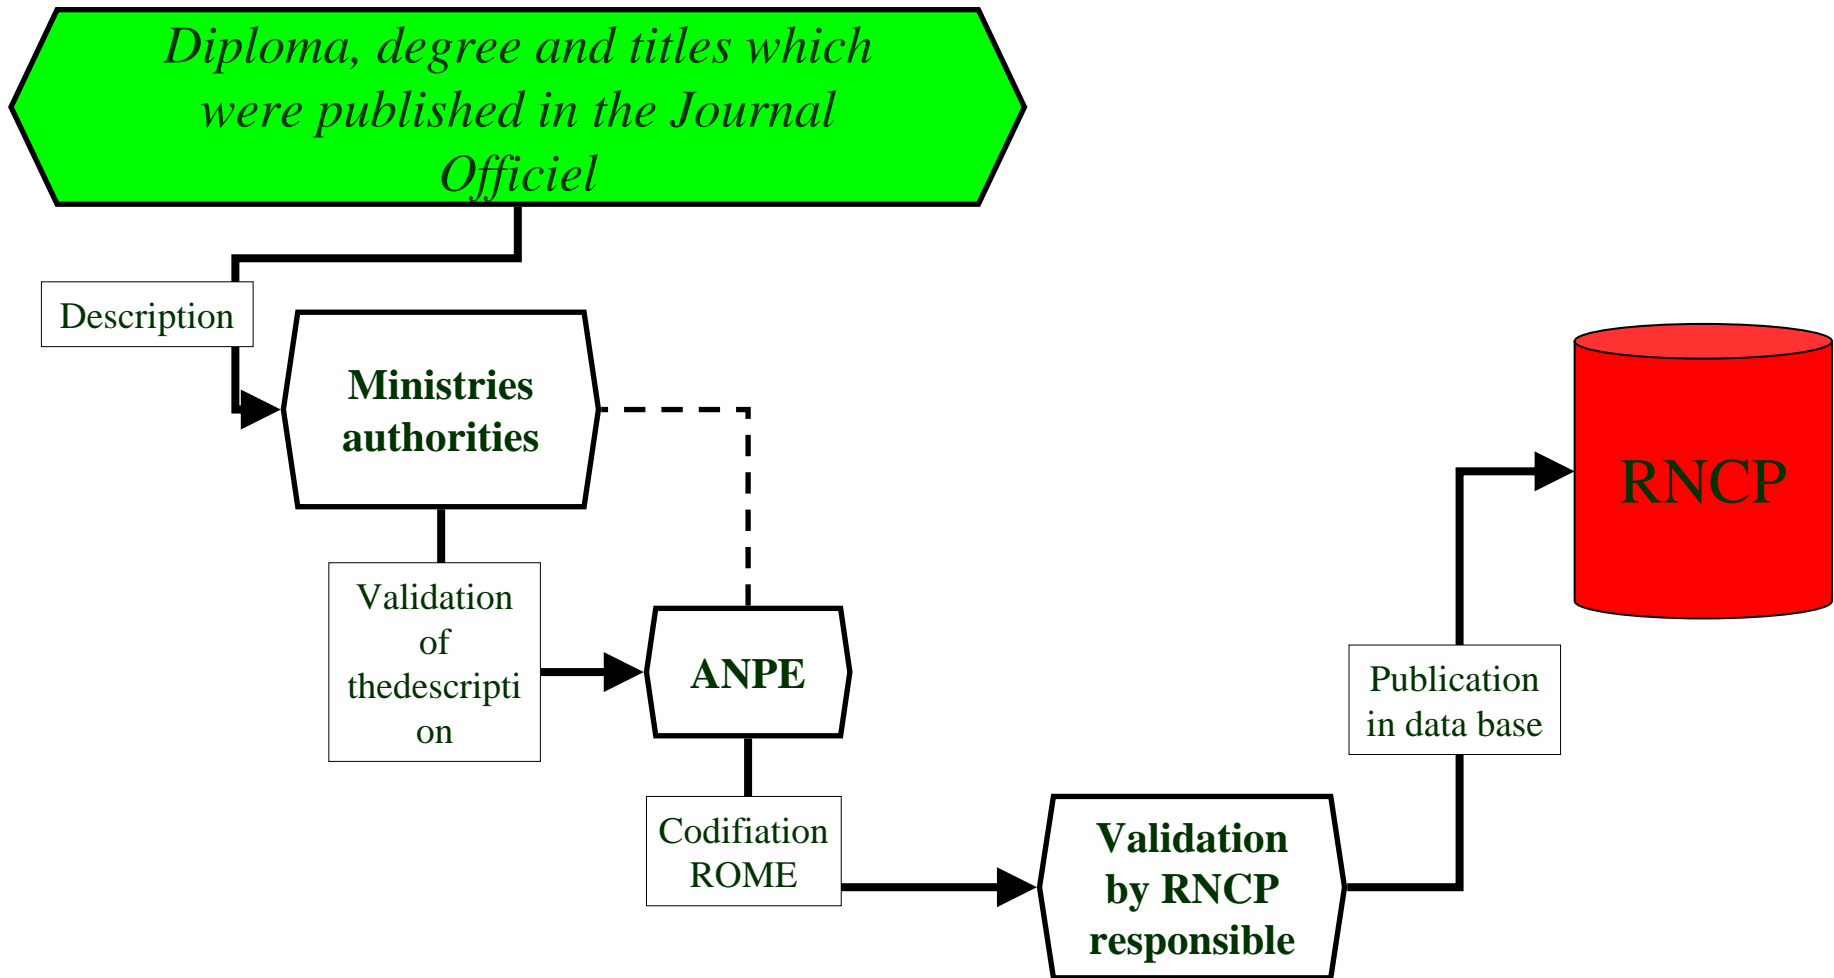 Diploma, degree and titles which
were published in the Journal
Officiel
Description
Ministries
authorities
Validation
of
thedescripti
on
ANPE
Codifiation
ROME
Validation
by RNCP
responsible
Publication
in data base
RNCP